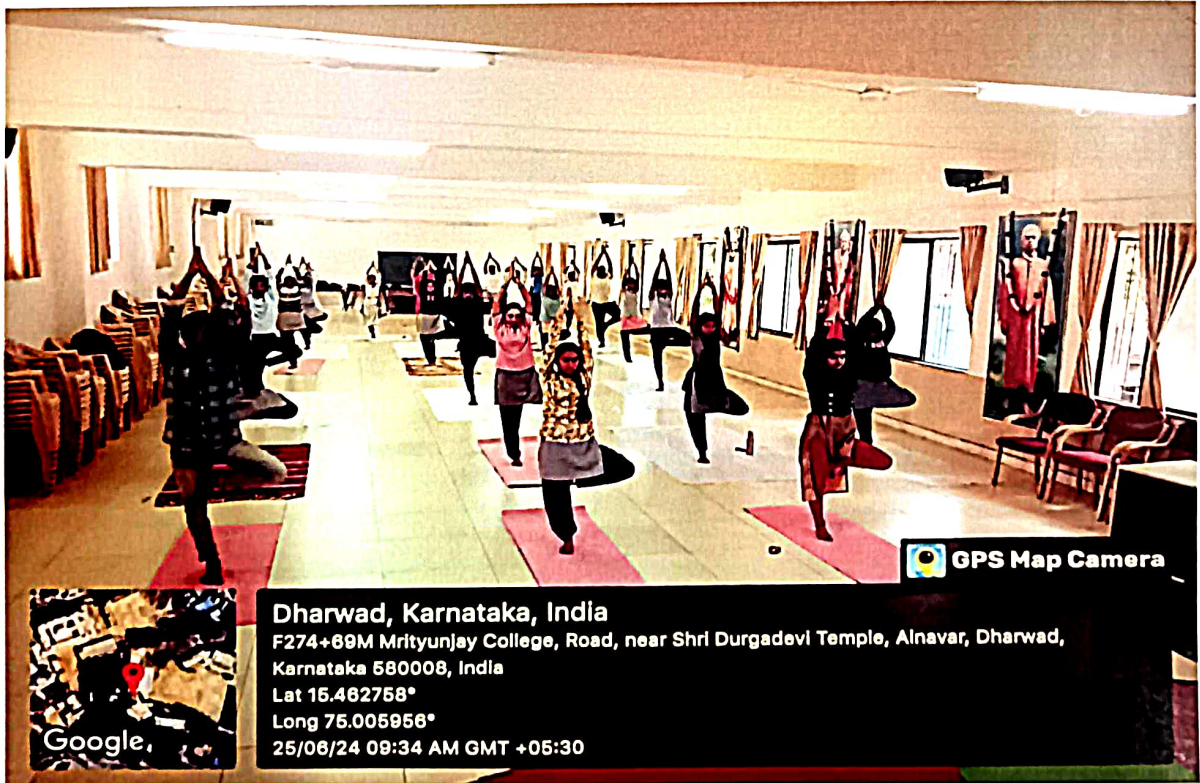 GPS Map Camera
Dharwad, Karnataka, India
F274+69M Mrityunjay College, Road, near Shri Durgadevi Temple, Alnavar, Dharwad,
Karnataka 580008, India
Lat 15.462758°
Long 75.005956°
25/06/24 09:34 AM GMT +05:30
Google